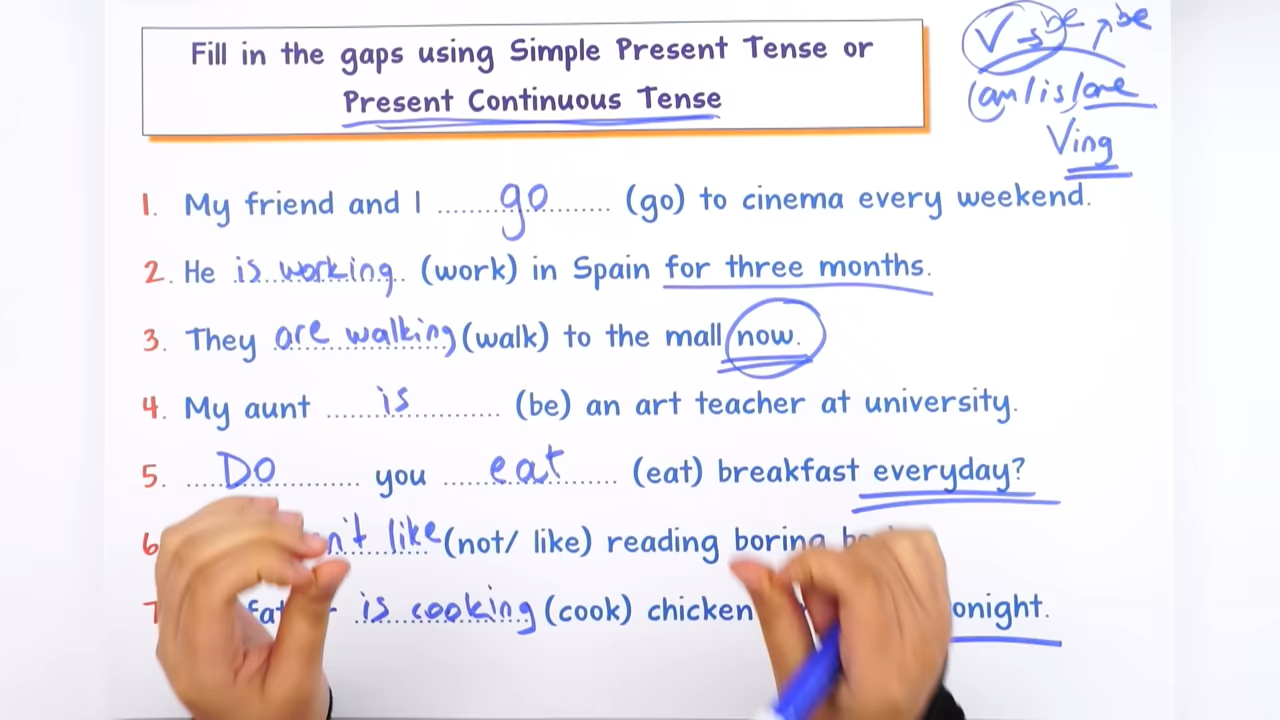 Fill in the gaps using Simple Present Tense or
Present Continuous Tense
V-s be be
(am/is/are
Ving
1. My friend and I ......go...... (go) to cinema every weekend.
2. He is working (work) in Spain for three months.
3. They are walking (walk) to the mall now.
4. My aunt ......is...... (be) an art teacher at university.
5. ......Do...... you ......eat...... (eat) breakfast everyday?
6 like (not/ like) reading boring
is cooking (cook) chicken